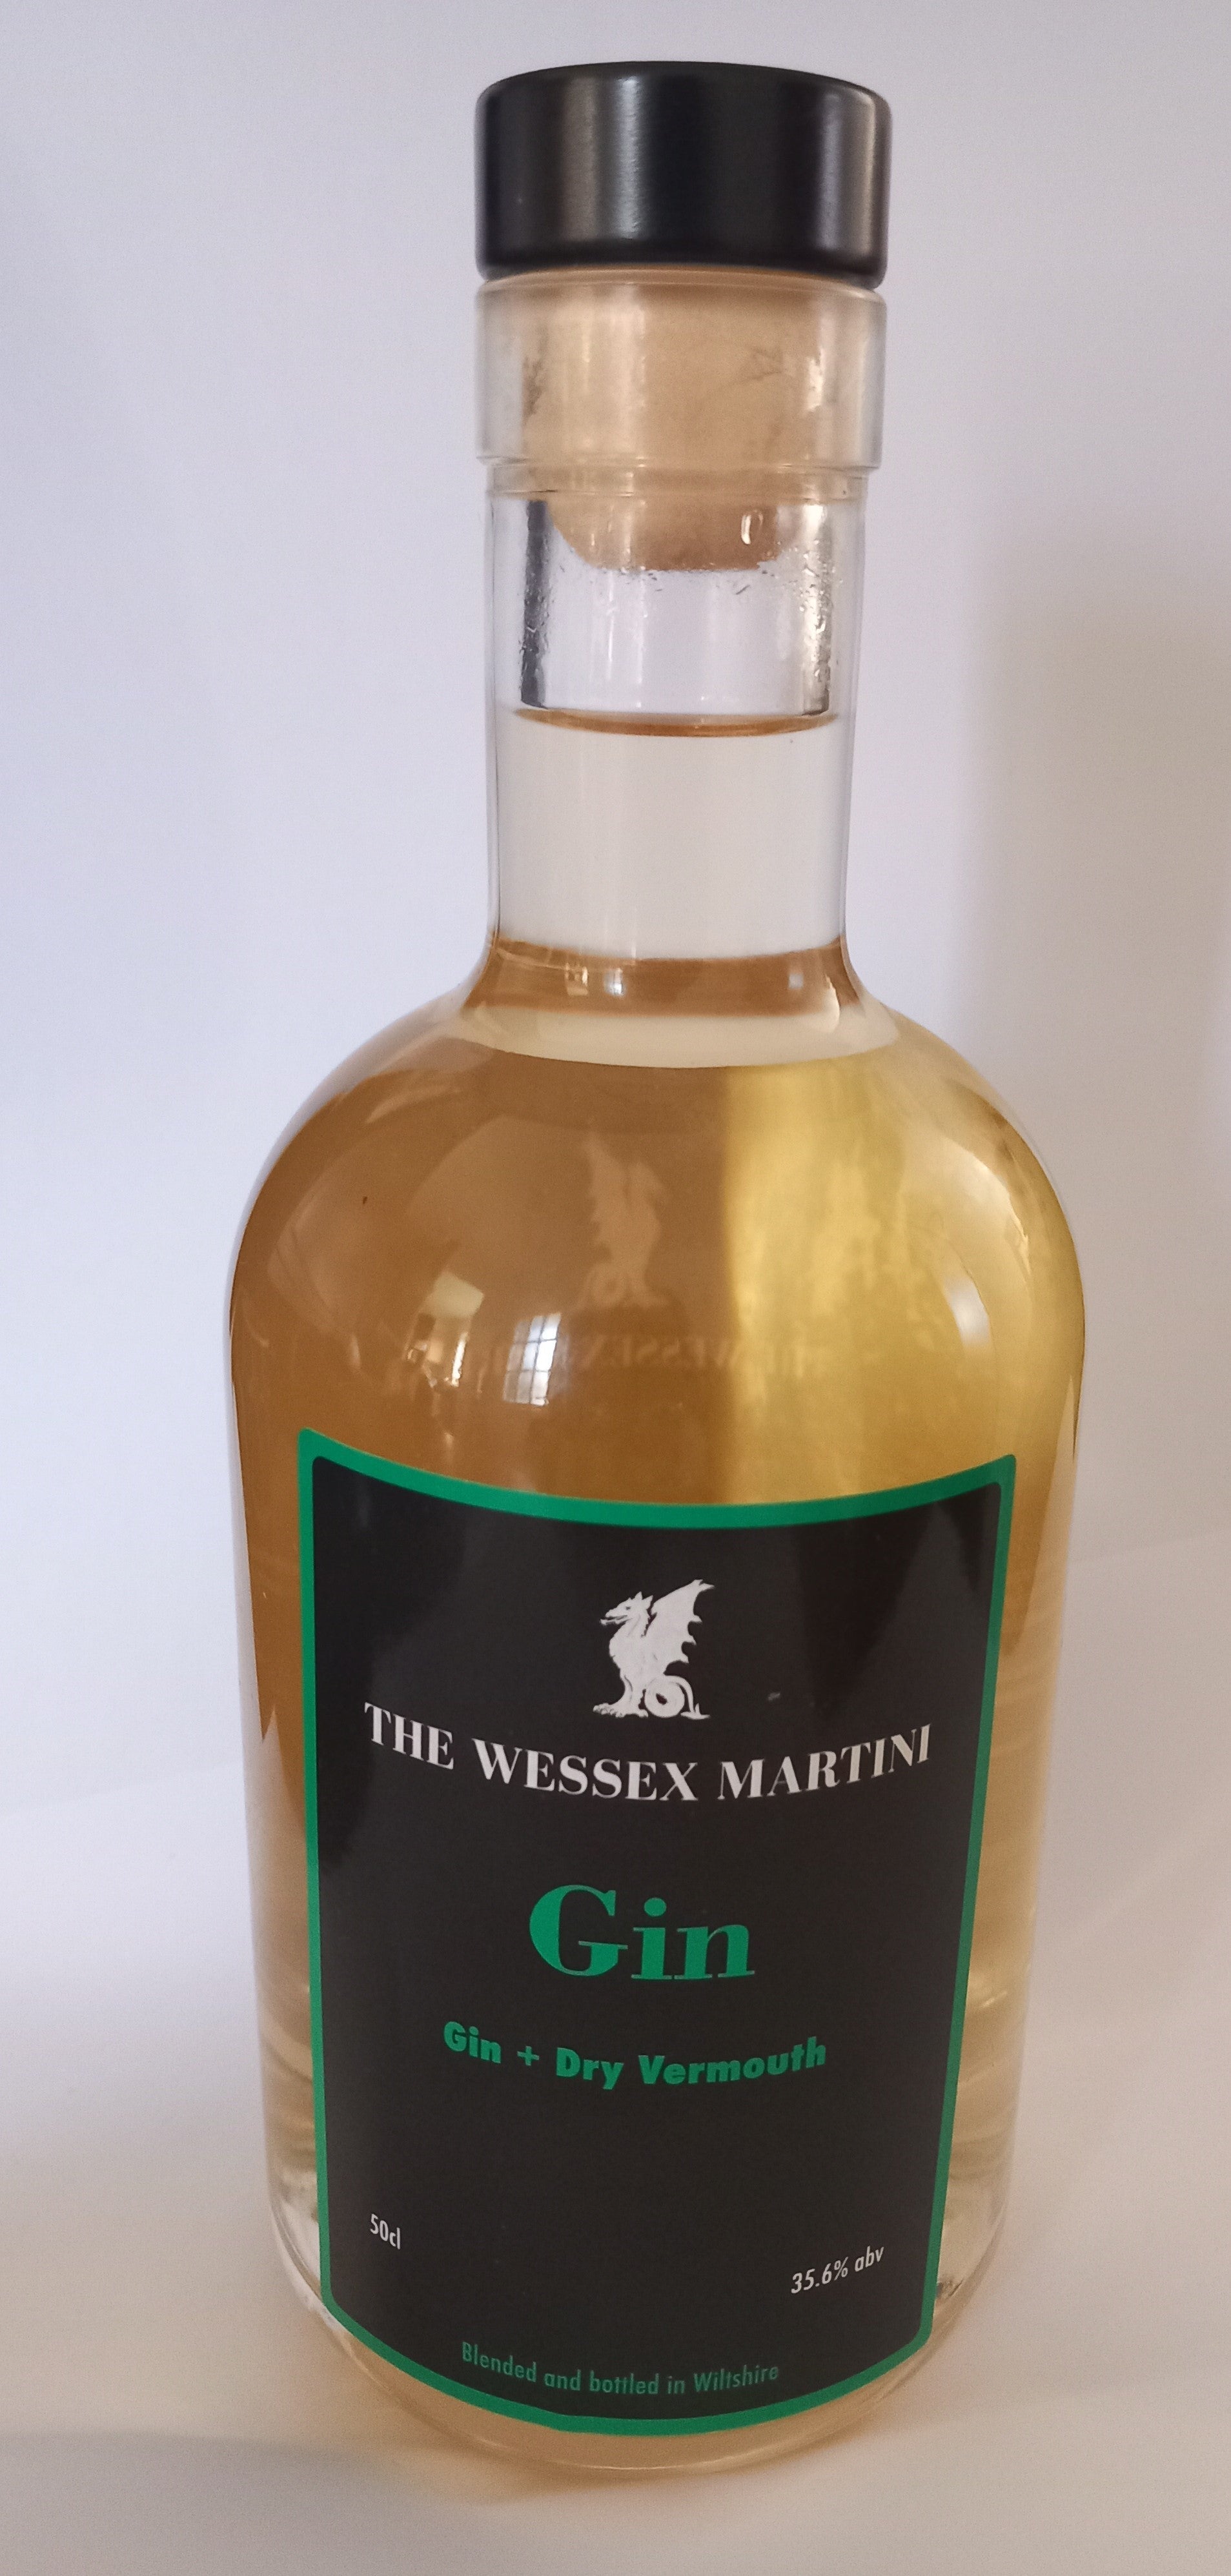 THE WESSEX MARTINI
Gin
Gin + Dry Vermouth
50cl
35.6% abv
Blended and bottled in Wiltshire